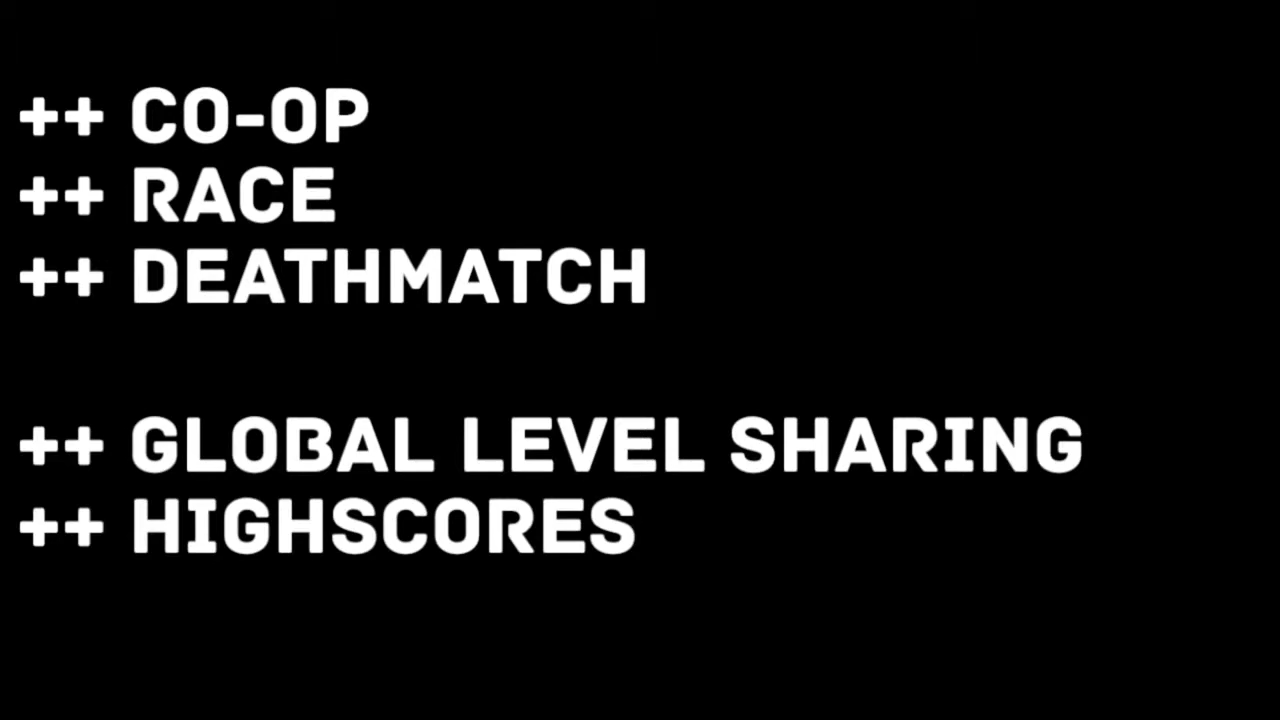 ++ CO-OP
++ RACE
++ DEATHMATCH
++ GLOBAL LEVEL SHARING
++ HIGHSCORES